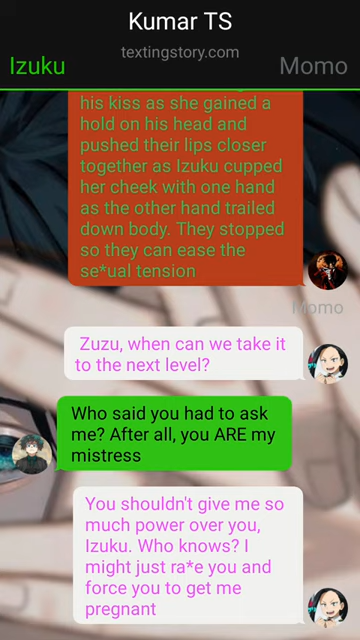 Kumar TS
textingstory.com
Izuku
Momo
his kiss as she gained a
hold on his head and
pushed their lips closer
together as Izuku cupped
her cheek with one hand
as the other hand trailed
down body. They stopped
so they can ease the
se*ual tension
Momo
Zuzu, when can we take it
to the next level?
Who said you had to ask
me? After all, you ARE my
mistress
You shouldn't give me so
much power over you,
Izuku. Who knows? I
might just ra*e you and
force you to get me
pregnant